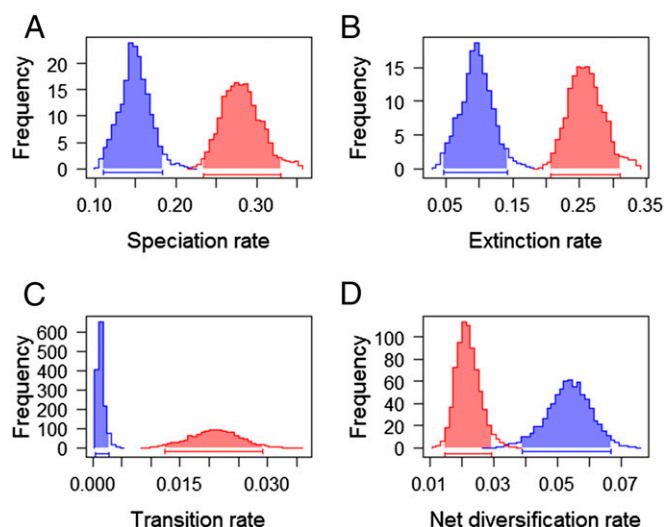 A
Frequency
20
15
10
5
0
0.10 0.20 0.30
Speciation rate
B
Frequency
15
10
5
0
0.05 0.15 0.25 0.35
Extinction rate
C
Frequency
600
500
400
300
200
100
0
0.000 0.015 0.030
Transition rate
D
Frequency
100
80
60
40
20
0
0.01 0.03 0.05 0.07
Net diversification rate